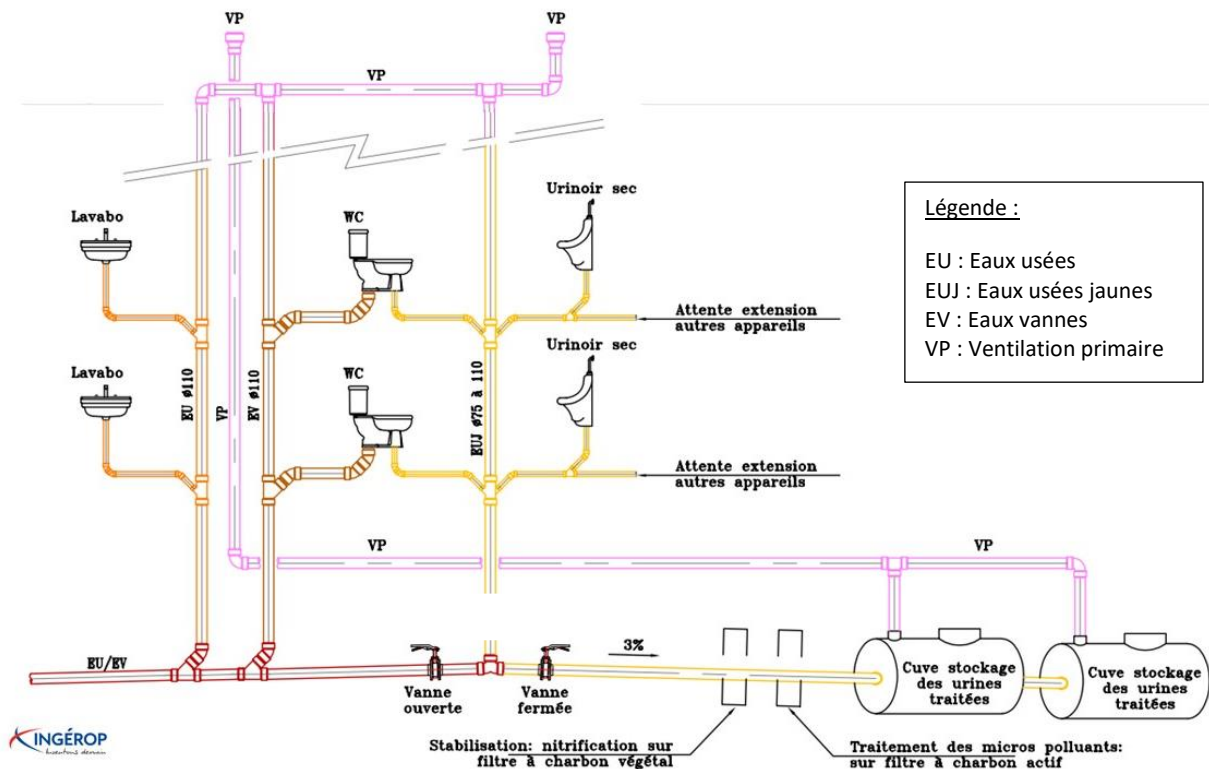 VP
VP
VP
Lavabo
WC
Urinoir sec
Attente extension
autres appareils
EU ø110
VP
EV ø110
EUJ ø75 à 110
Lavabo
WC
Urinoir sec
Attente extension
autres appareils
Légende :
EU : Eaux usées
EUJ : Eaux usées jaunes
EV : Eaux vannes
VP : Ventilation primaire
VP
VP
EU/EV
Vanne
ouverte
Vanne
fermée
3%
Cuve stockage
des urines
traitées
Cuve stockage
des urines
traitées
Stabilisation: nitrification sur
filtre à charbon végétal
Traitement des micros polluants:
sur filtre à charbon actif
INGÉROP
Inventons demain